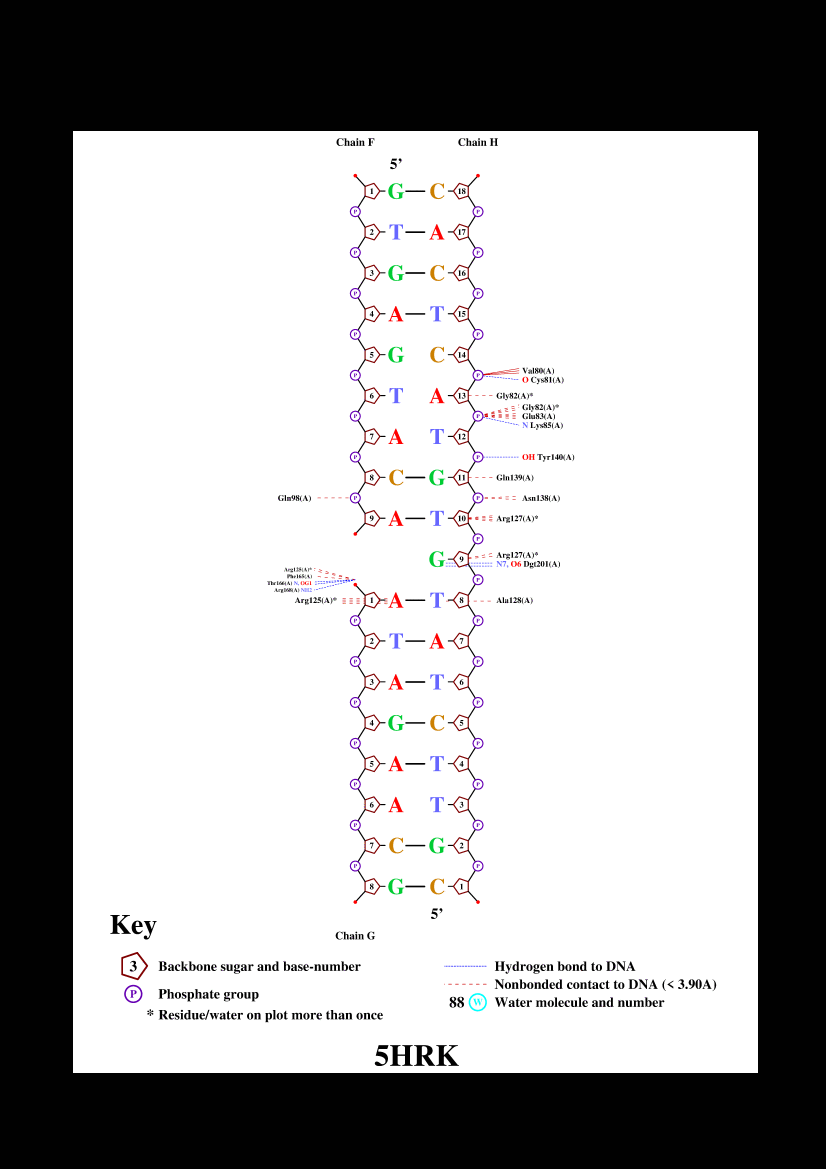 Chain F Chain H
5’
1 G C 18
P P
2 T A 17
P P
3 G C 16
P P
4 A T 15
P P
5 G C 14
Val80(A)
P P
O Cys81(A)
6 T A 13 Gly82(A)*
Gly82(A)*
P P Glu83(A)
N Lys85(A)
7 A T 12
P P OH Tyr140(A)
8 C G 11 Gln139(A)
Gln98(A) P P Asn138(A)
9 A T 10 Arg127(A)*
P
G 9 Arg127(A)*
N7, O6 Dgt201(A)
Arg125(A)*
Phe165(A)
P
Thr166(A) N, OG1
Arg168(A) NH2
Arg125(A)* 1 A T 8 Ala128(A)
P P
2 T A 7
P P
3 A T 6
P P
4 G C 5
P P
5 A T 4
P P
6 A T 3
P P
7 C G 2
P P
8 G C 1
5’
Key
Chain G
3 Backbone sugar and base-number
P Phosphate group
* Residue/water on plot more than once
Hydrogen bond to DNA
Nonbonded contact to DNA (< 3.90A)
88 W Water molecule and number
5HRK